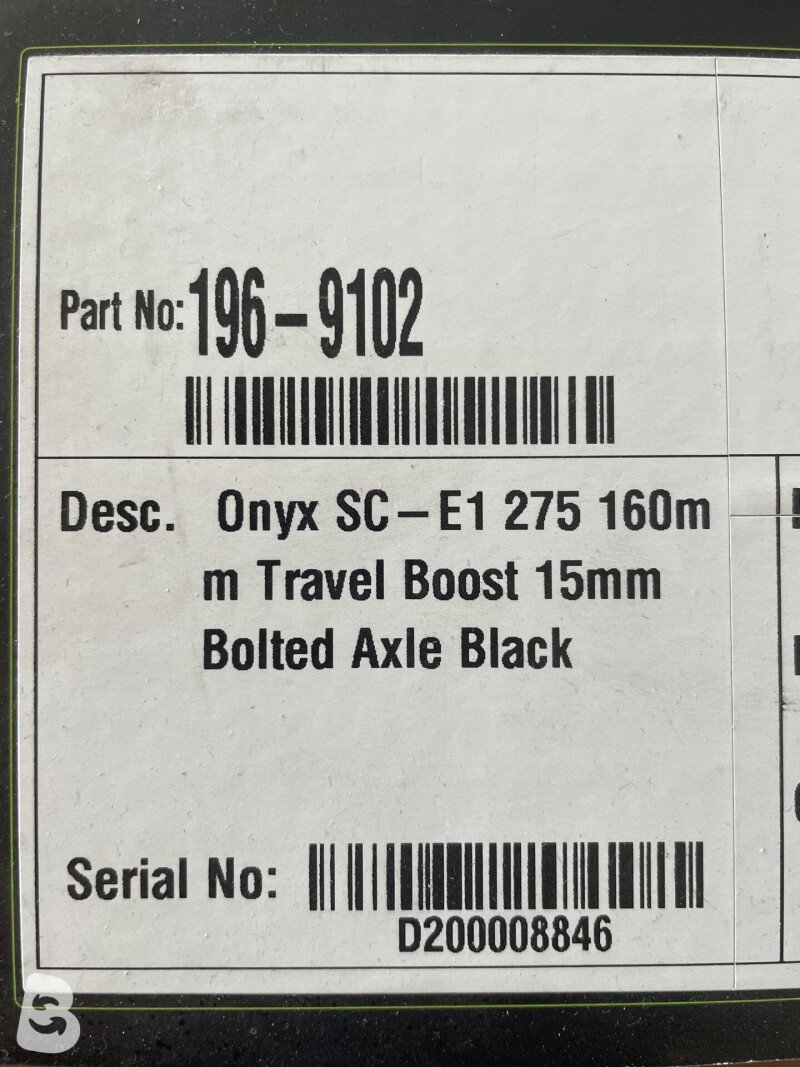 Part No: 196-9102
Desc. Onyx SC-E1 275 160m
m Travel Boost 15mm
Bolted Axle Black
Serial No:
D200008846